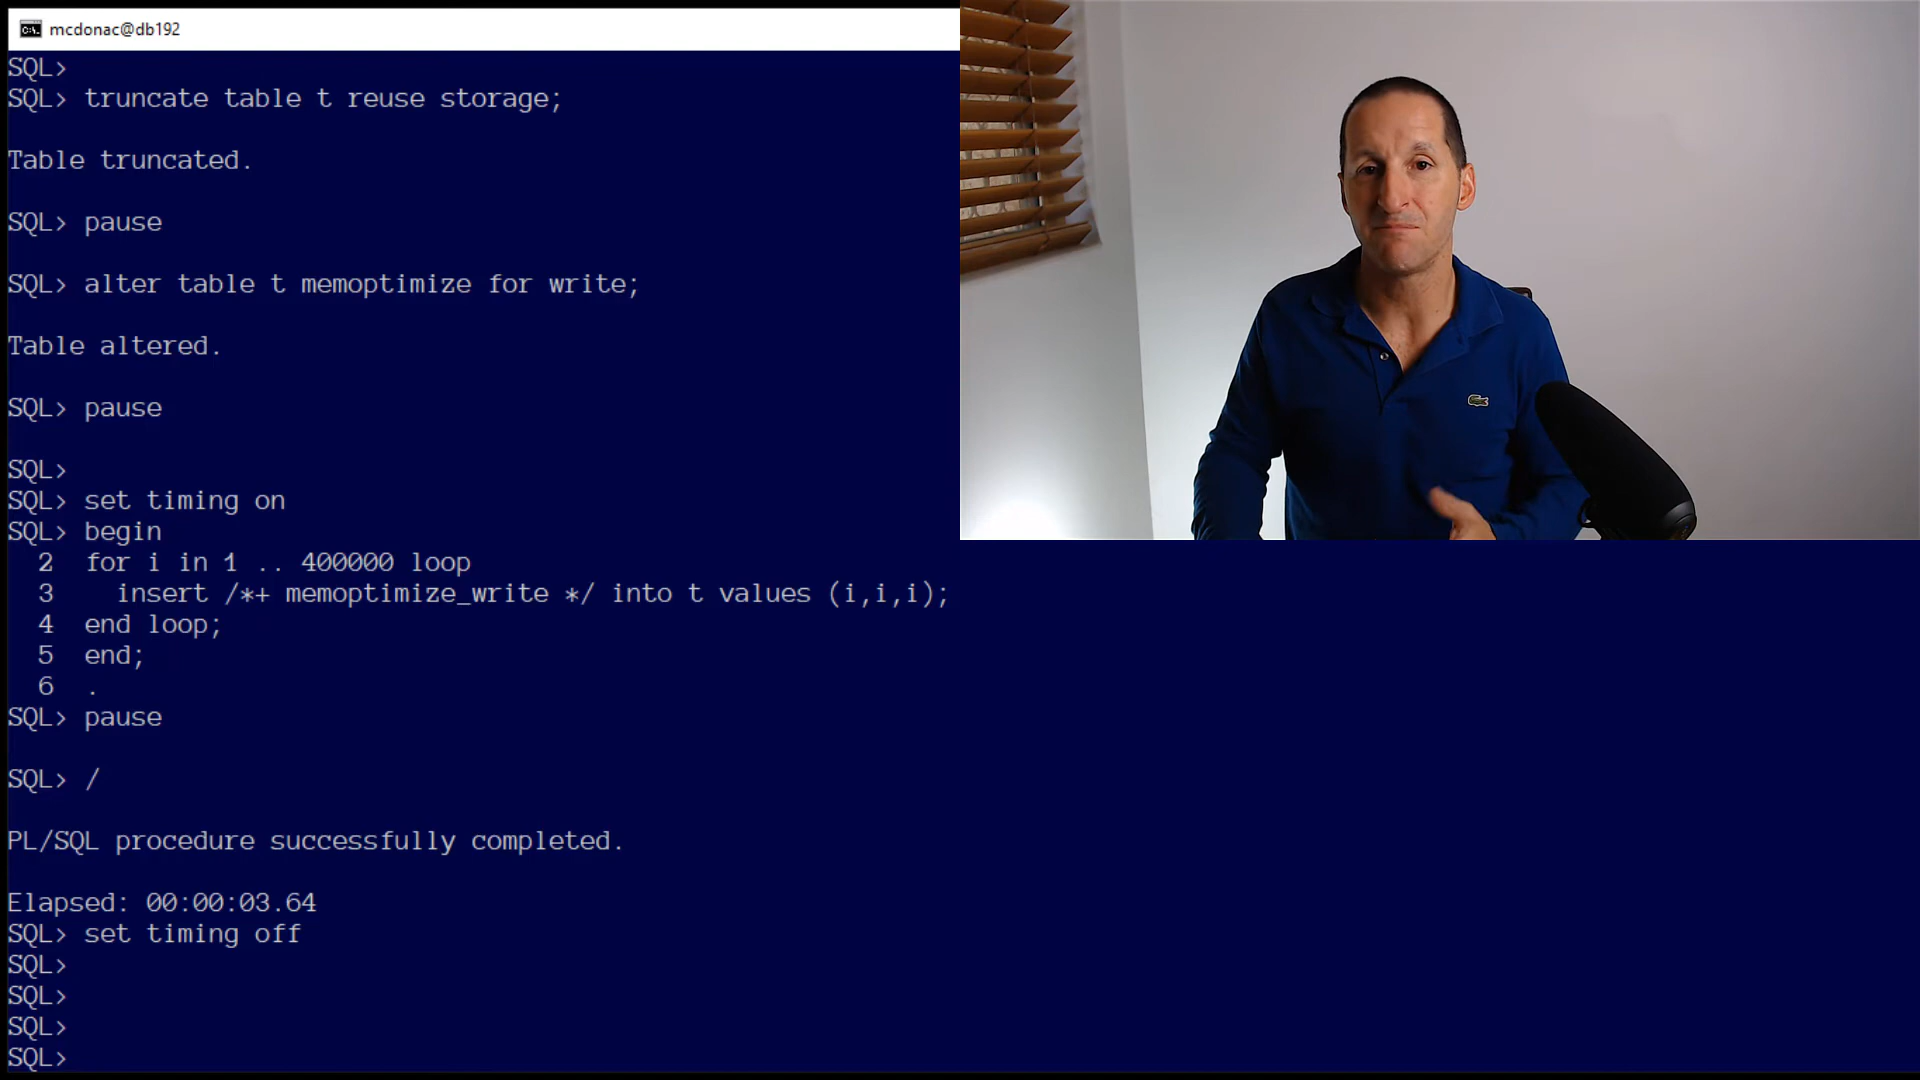 mcdonac@db192
SQL>
SQL> truncate table t reuse storage;
Table truncated.
SQL> pause
SQL> alter table t memoptimize for write;
Table altered.
SQL> pause
SQL>
SQL> set timing on
SQL> begin
2 for i in 1 .. 400000 loop
3 insert /*+ memoptimize_write */ into t values (i,i,i);
4 end loop;
5 end;
6 .
SQL> pause
SQL> /
PL/SQL procedure successfully completed.
Elapsed: 00:00:03.64
SQL> set timing off
SQL>
SQL>
SQL>
SQL>